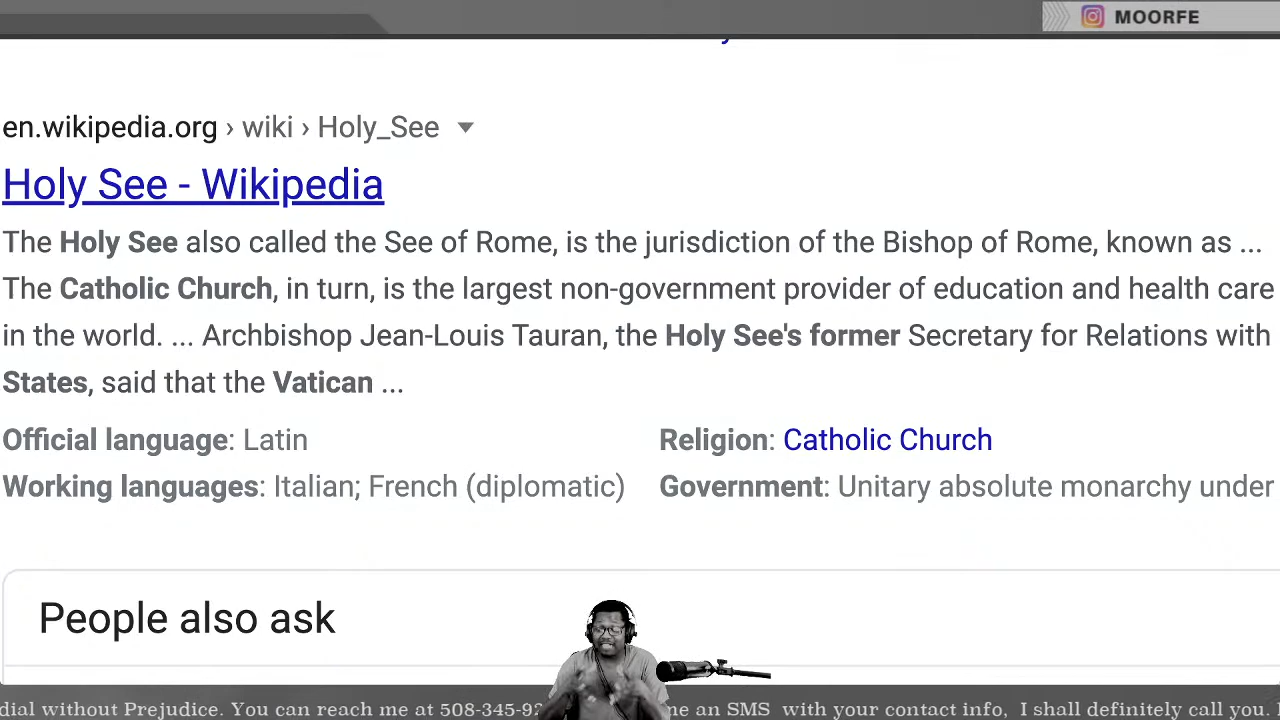 MOORFE
en.wikipedia.org › wiki › Holy_See
Holy See - Wikipedia
The Holy See also called the See of Rome, is the jurisdiction of the Bishop of Rome, known as ...
The Catholic Church, in turn, is the largest non-government provider of education and health care
in the world. ... Archbishop Jean-Louis Tauran, the Holy See's former Secretary for Relations with
States, said that the Vatican ...
Official language: Latin Religion: Catholic Church
Working languages: Italian; French (diplomatic) Government: Unitary absolute monarchy under
People also ask
dial without Prejudice. You can reach me at 508-345-92 me an SMS with your contact info, I shall definitely call you.